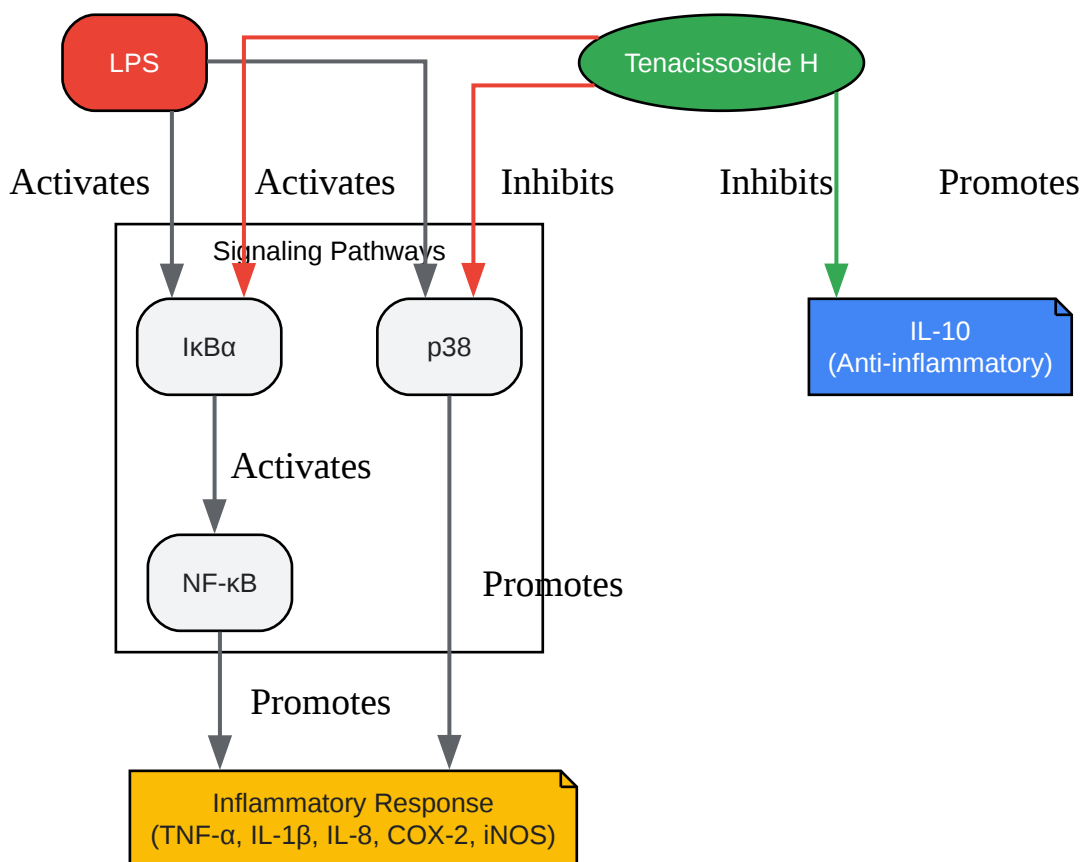 LPS
Tenacissoside H
Activates
Activates
Inhibits
Inhibits
Promotes
Signaling Pathways
IκBα
p38
IL-10
(Anti-inflammatory)
Activates
NF-κB
Promotes
Promotes
Inflammatory Response
(TNF-α, IL-1β, IL-8, COX-2, iNOS)